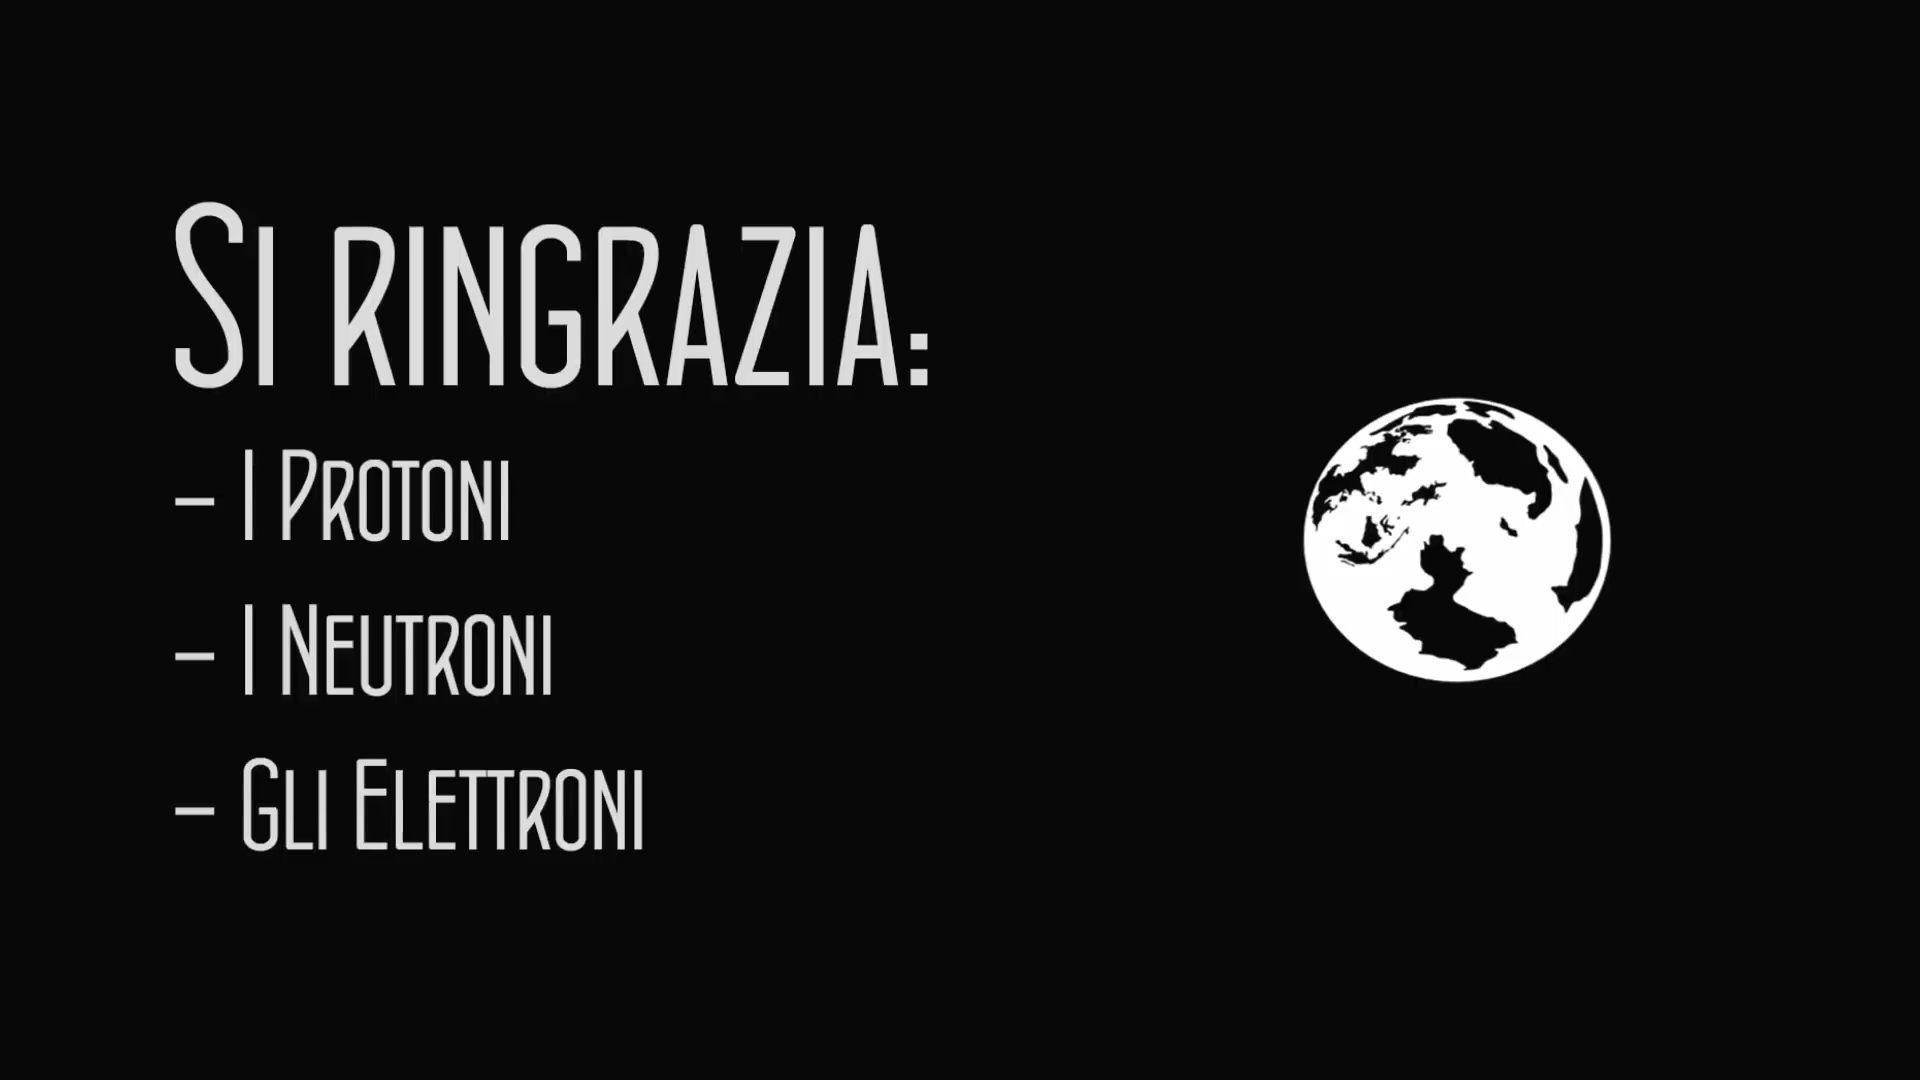 Si ringrazia:
– I Protoni
– I Neutroni
– Gli Elettroni